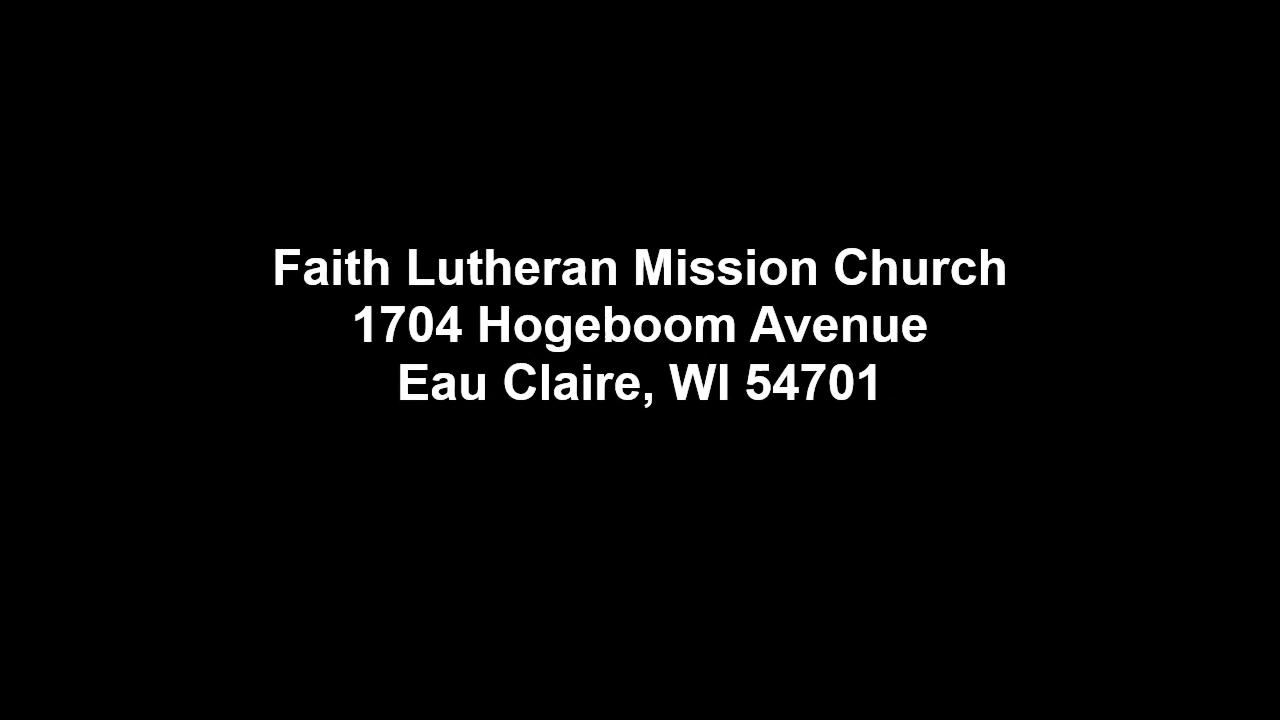 Faith Lutheran Mission Church
1704 Hogeboom Avenue
Eau Claire, WI 54701